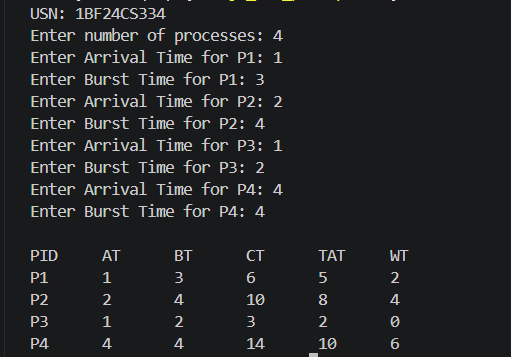 USN: 1BF24CS334
Enter number of processes: 4
Enter Arrival Time for P1: 1
Enter Burst Time for P1: 3
Enter Arrival Time for P2: 2
Enter Burst Time for P2: 4
Enter Arrival Time for P3: 1
Enter Burst Time for P3: 2
Enter Arrival Time for P4: 4
Enter Burst Time for P4: 4
PID AT BT CT TAT WT
P1 1 3 6 5 2
P2 2 4 10 8 4
P3 1 2 3 2 0
P4 4 4 14 10 6